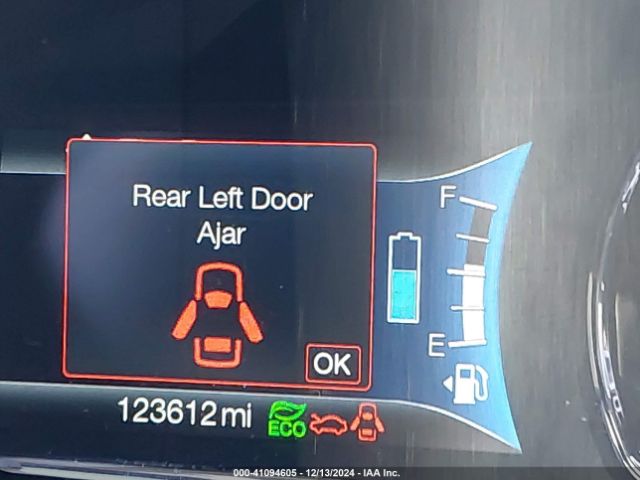 Rear Left Door
Ajar
OK
F
E
123612 mi
ECO
000-41094605 - 12/13/2024 - IAA Inc.